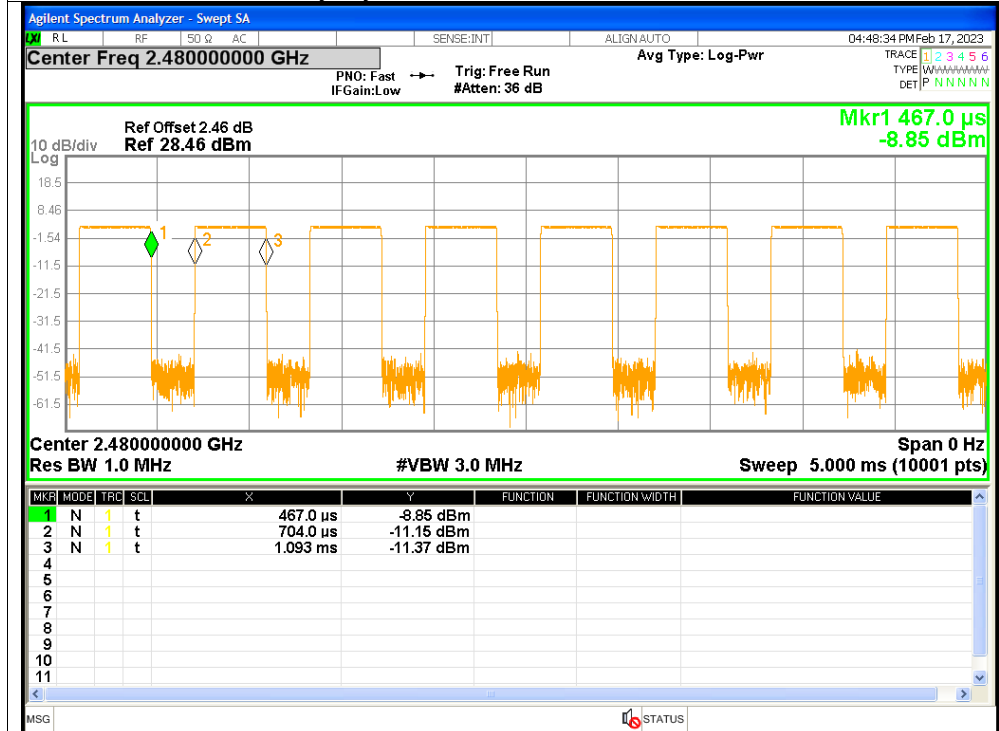 Agilent Spectrum Analyzer - Swept SA
LXI RL RF 50 Ω AC SENSE:INT ALIGN AUTO 04:48:34 PM Feb 17, 2023
Center Freq 2.480000000 GHz
PNO: Fast
IFGain:Low
Trig: Free Run
#Atten: 36 dB
Avg Type: Log-Pwr
TRACE 1 2 3 4 5 6
TYPE W
DET P N N N N N
Mkr1 467.0 µs
-8.85 dBm
Ref Offset 2.46 dB
10 dB/div Ref 28.46 dBm
Log
18.5
8.46
-1.54
-11.5
-21.5
-31.5
-41.5
-51.5
-61.5
1
2
3
Center 2.480000000 GHz Span 0 Hz
Res BW 1.0 MHz #VBW 3.0 MHz Sweep 5.000 ms (10001 pts)
MKR MODE TRC SCL X Y FUNCTION FUNCTION WIDTH FUNCTION VALUE
1 N 1 t 467.0 µs -8.85 dBm
2 N 1 t 704.0 µs -11.15 dBm
3 N 1 t 1.093 ms -11.37 dBm
4
5
6
7
8
9
10
11
MSG STATUS